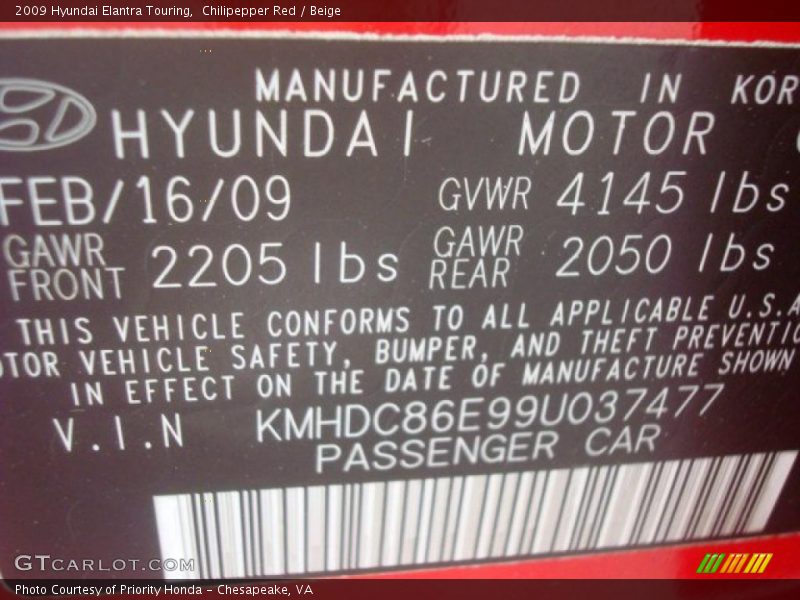 2009 Hyundai Elantra Touring,  Chilipepper Red / Beige
MANUFACTURED IN KOR
HYUNDAI MOTOR
FEB/16/09 GVWR 4145 lbs
GAWR FRONT 2205 lbs GAWR REAR 2050 lbs
THIS VEHICLE CONFORMS TO ALL APPLICABLE U.S.A
OTOR VEHICLE SAFETY, BUMPER, AND THEFT PREVENTIO
IN EFFECT ON THE DATE OF MANUFACTURE SHOWN
V.I.N KMHDC86E99U037477
PASSENGER CAR
GTCARLOT.COM
Photo Courtesy of Priority Honda - Chesapeake, VA